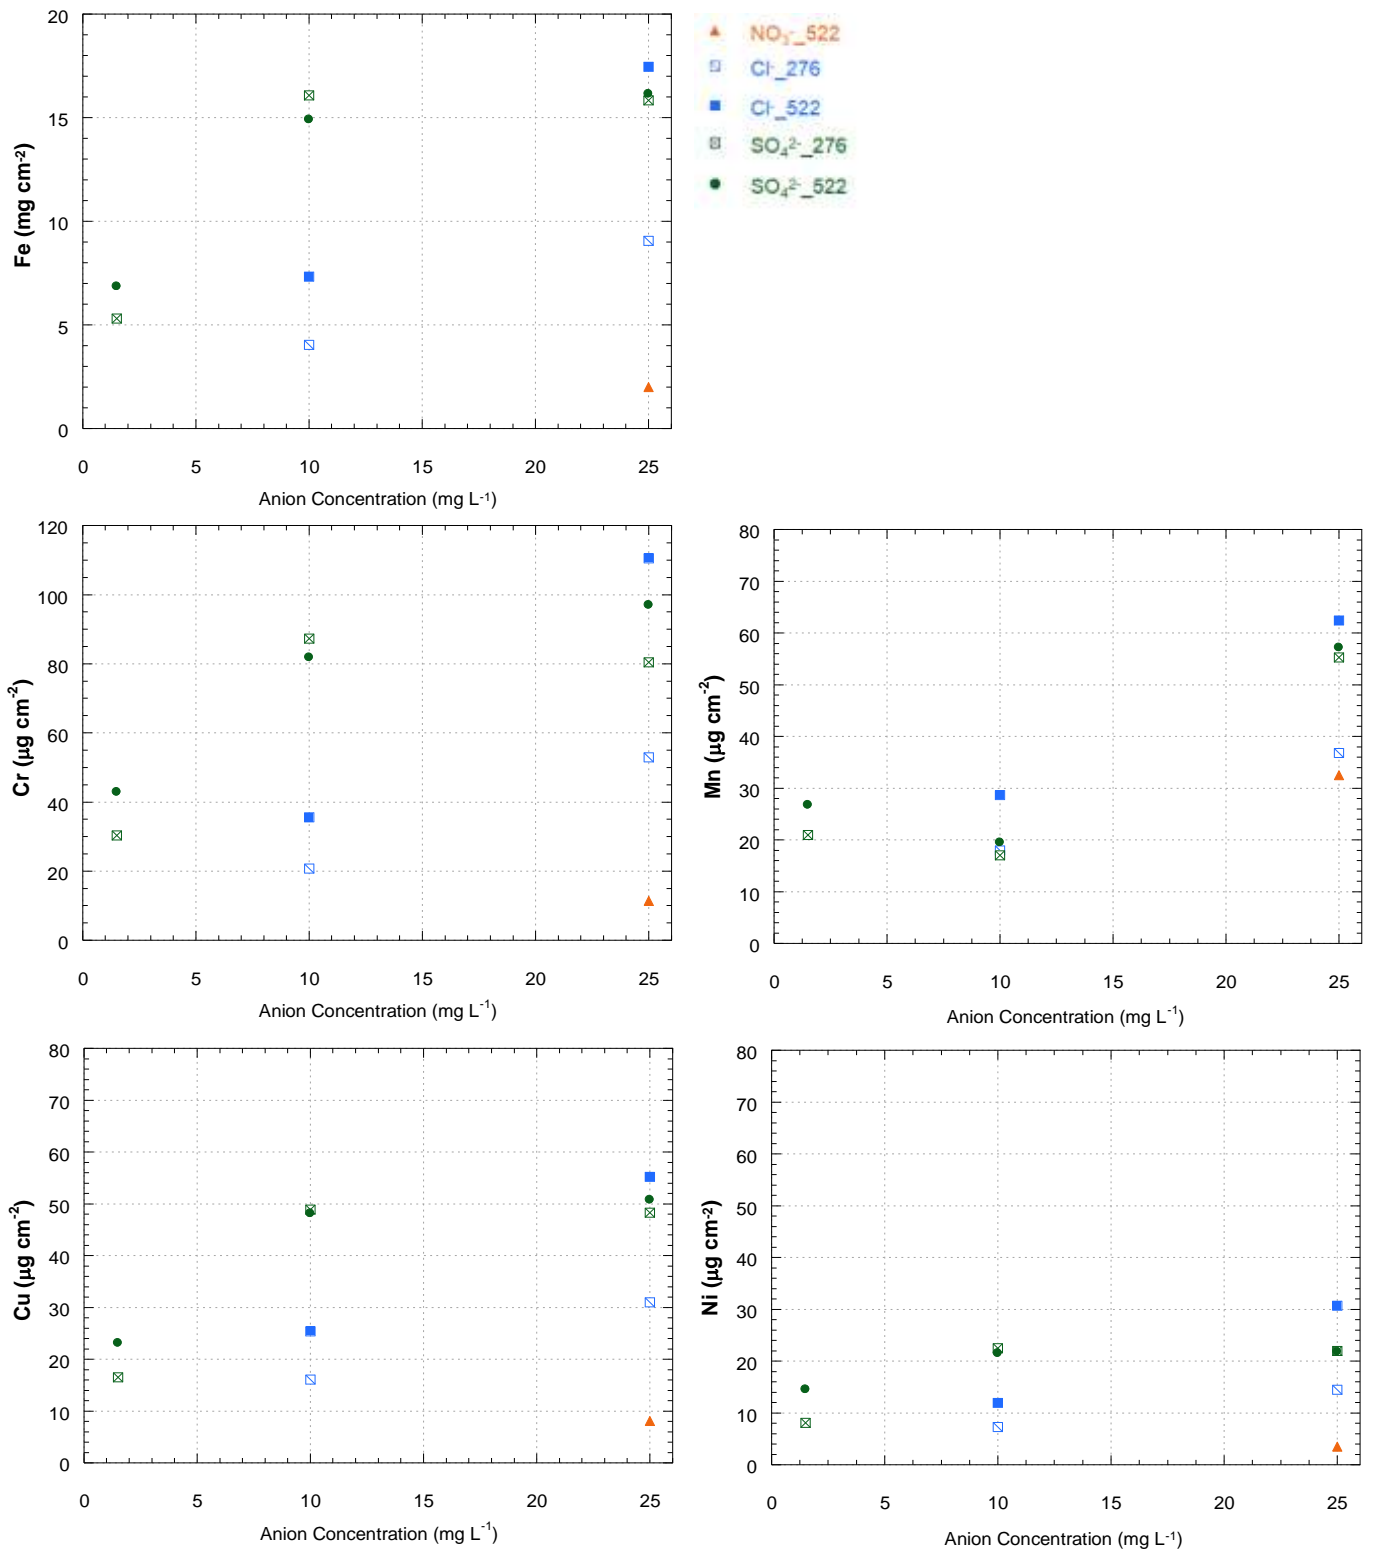 20
15
10
5
0
Fe (mg cm-2)
0 5 10 15 20 25
Anion Concentration (mg L-1)
NO3-_522
Cl-_276
Cl-_522
SO42-_276
SO42-_522
120
100
80
60
40
20
0
Cr (µg cm-2)
0 5 10 15 20 25
Anion Concentration (mg L-1)
80
70
60
50
40
30
20
10
0
Mn (µg cm-2)
0 5 10 15 20 25
Anion Concentration (mg L-1)
80
70
60
50
40
30
20
10
0
Cu (µg cm-2)
0 5 10 15 20 25
Anion Concentration (mg L-1)
80
70
60
50
40
30
20
10
0
Ni (µg cm-2)
0 5 10 15 20 25
Anion Concentration (mg L-1)